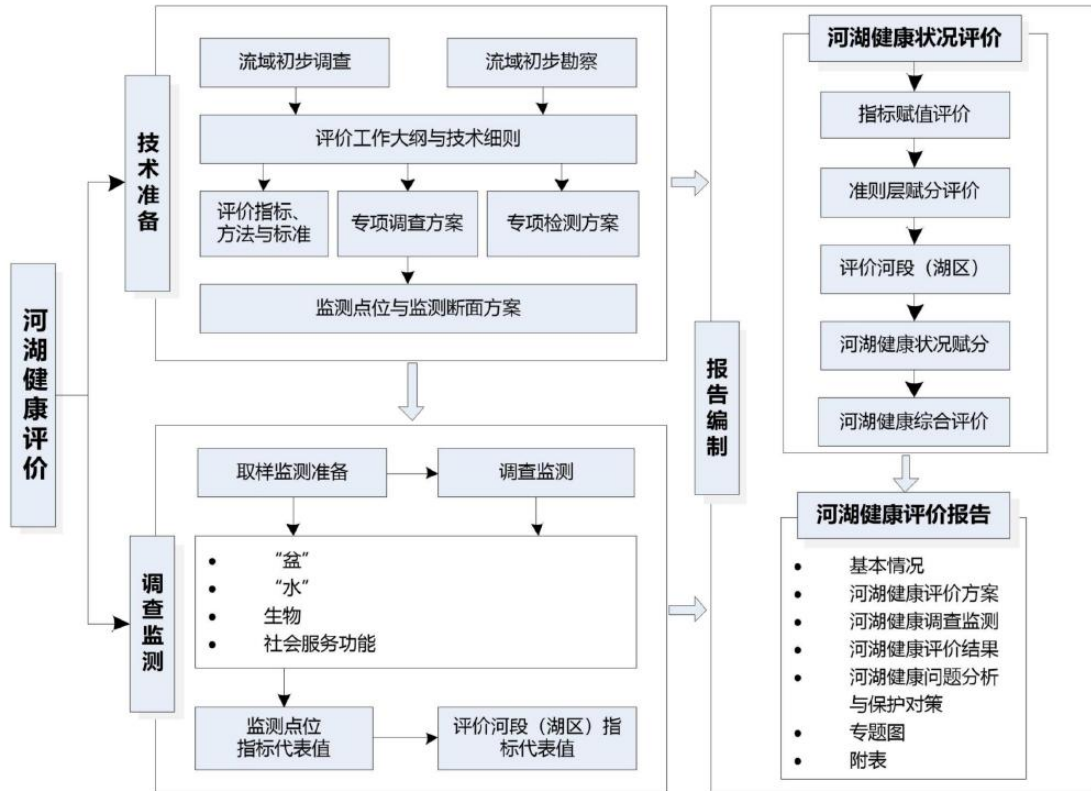 河湖健康评价
技术准备
流域初步调查
流域初步勘察
评价工作大纲与技术细则
评价指标、
方法与标准
专项调查方案
专项检测方案
监测点位与监测断面方案
调查监测
取样监测准备
调查监测
• “盆”
• “水”
• 生物
• 社会服务功能
监测点位
指标代表值
评价河段（湖区）指
标代表值
报告编制
河湖健康状况评价
指标赋值评价
准则层赋分评价
评价河段（湖区）
河湖健康状况赋分
河湖健康综合评价
河湖健康评价报告
• 基本情况
• 河湖健康评价方案
• 河湖健康调查监测
• 河湖健康评价结果
• 河湖健康问题分析
与保护对策
• 专题图
• 附表